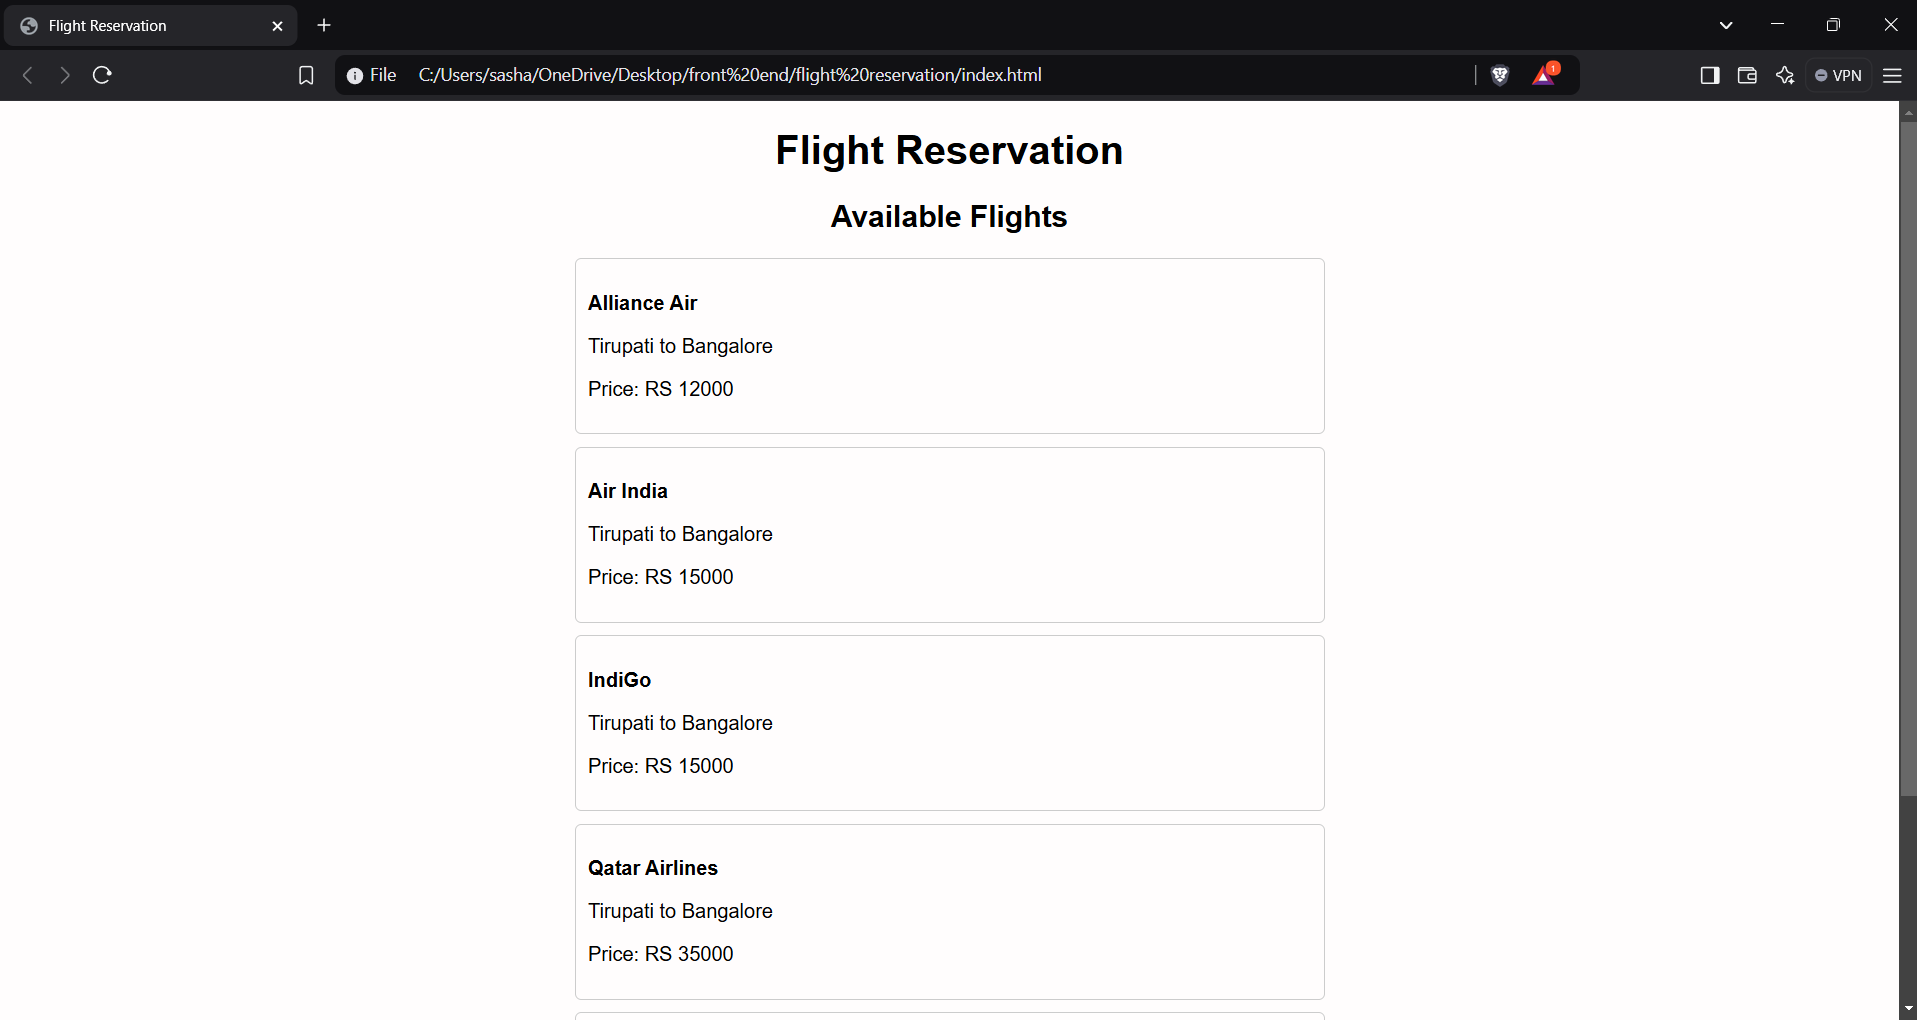 Flight Reservation
File C:/Users/sasha/OneDrive/Desktop/front%20end/flight%20reservation/index.html
1
VPN
Flight Reservation
Available Flights
Alliance Air
Tirupati to Bangalore
Price: RS 12000
Air India
Tirupati to Bangalore
Price: RS 15000
IndiGo
Tirupati to Bangalore
Price: RS 15000
Qatar Airlines
Tirupati to Bangalore
Price: RS 35000